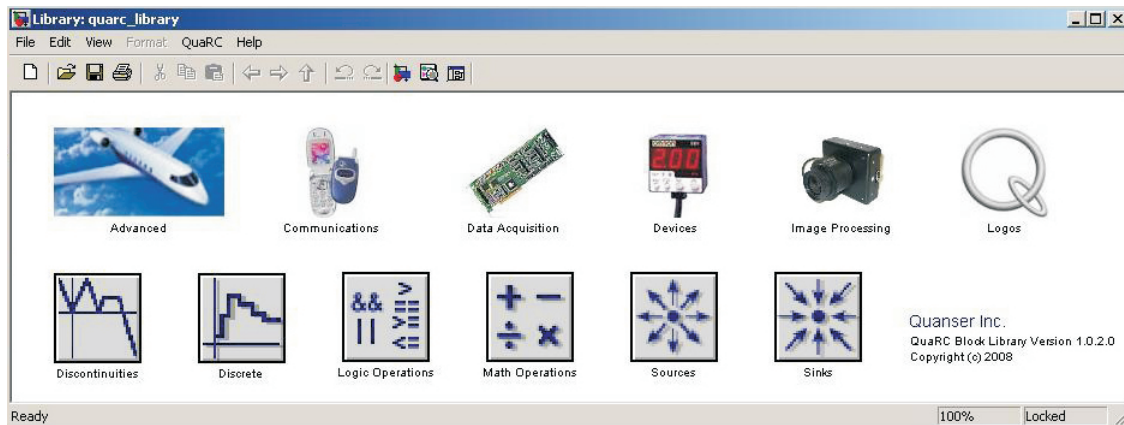 Library: quarc_library
File Edit View Format QuaRC Help
Advanced Communications Data Acquisition Devices Image Processing Logos
2.00
&& > == >= <= ||
Discontinuities Discrete Logic Operations Math Operations Sources Sinks
Quanser Inc.
QuaRC Block Library Version 1.0.2.0
Copyright (c) 2008
Ready 100% Locked